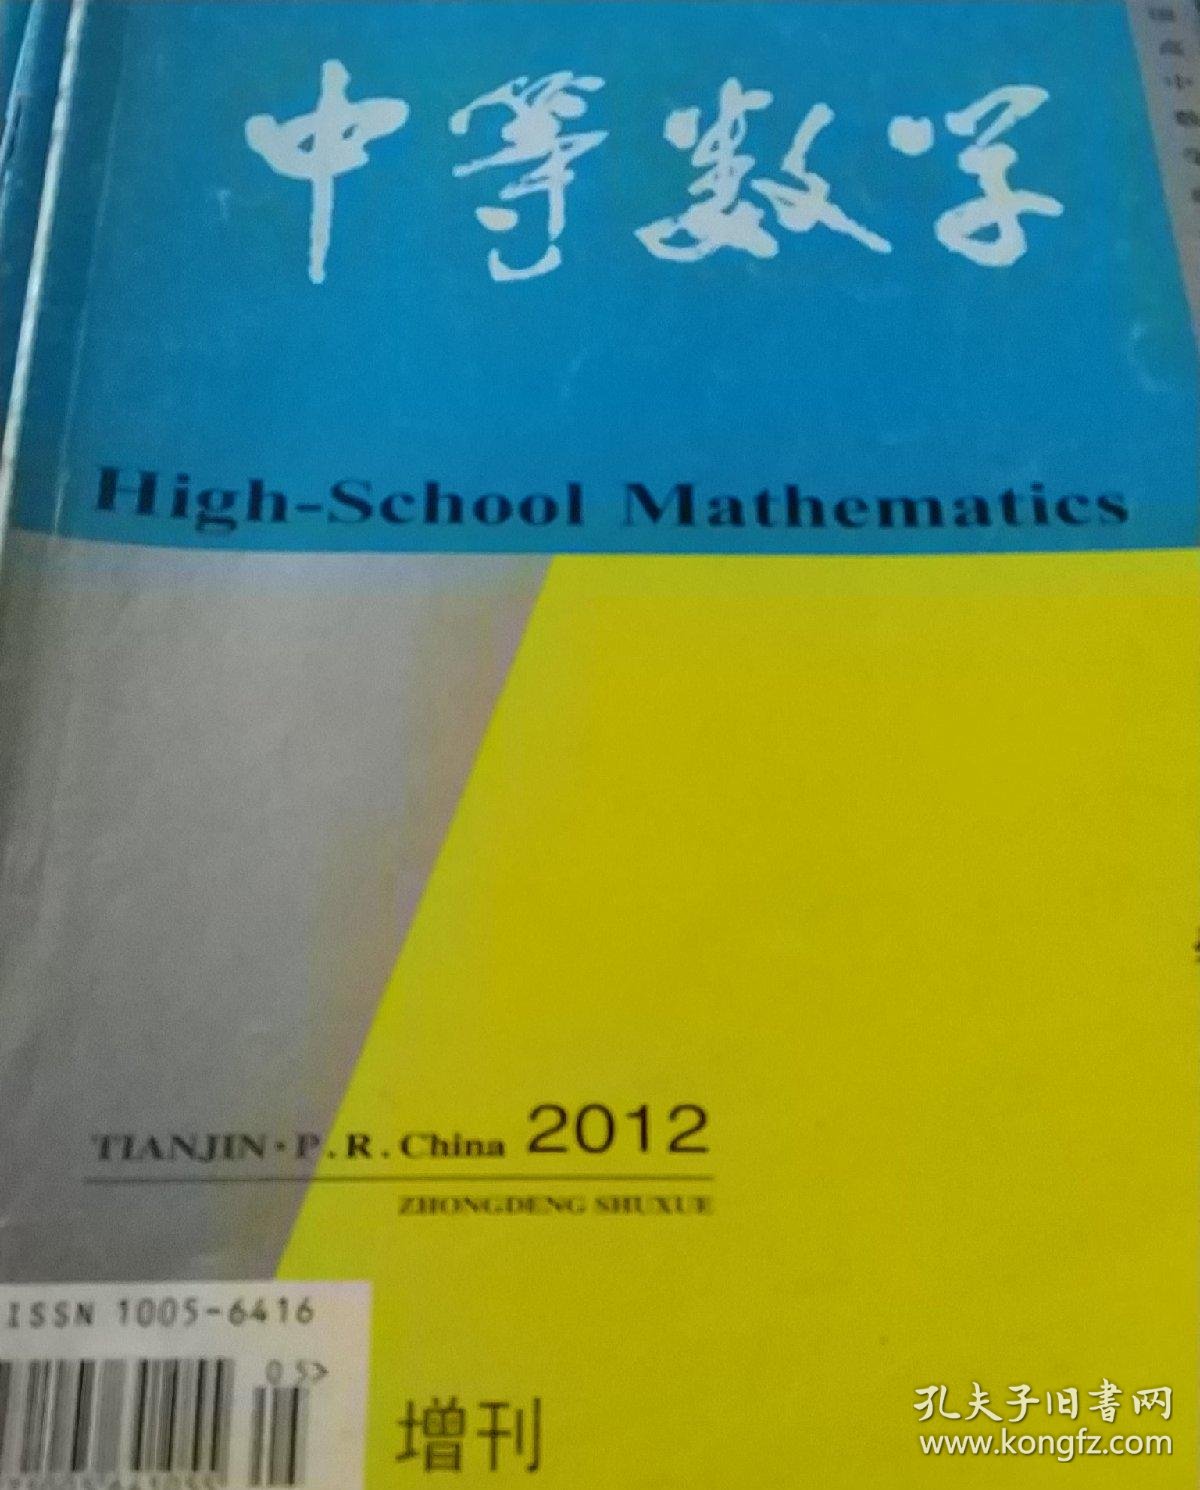 中等数学
High-School Mathematics
TIANJIN·P.R.China 2012
ZHONGDENG SHUXUE
ISSN 1005-6416
05>
增刊
孔夫子旧书网
www.kongfz.com